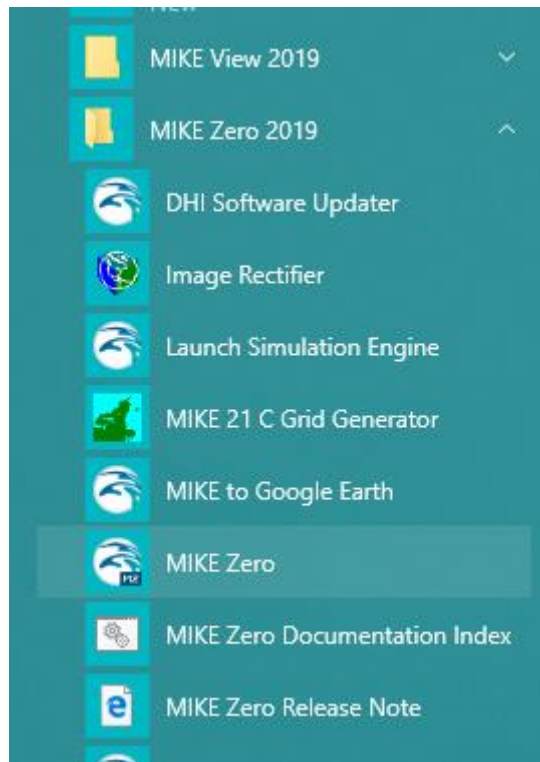 New
MIKE View 2019
MIKE Zero 2019
DHI Software Updater
Image Rectifier
Launch Simulation Engine
MIKE 21 C Grid Generator
MIKE to Google Earth
MIKE Zero
MIKE Zero Documentation Index
MIKE Zero Release Note